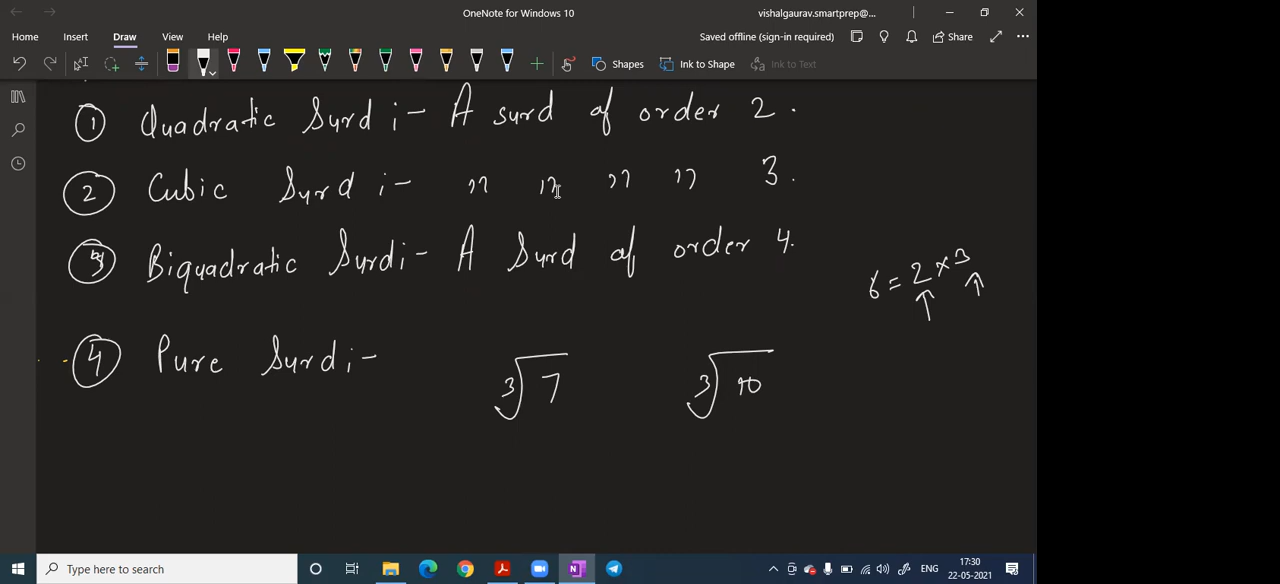 OneNote for Windows 10
vishalgaurav.smartprep@...
Home Insert Draw View Help
Saved offline (sign-in required) Share
Shapes Ink to Shape Ink to Text
① Quadratic Surd :- A surd of order 2.
② Cubic Surd :- " " " " 3.
③ Biquadratic Surd :- A Surd of order 4.
6 = 2 × 3
④ Pure Surd :- ∛7 ∛10
Type here to search
ENG
17:30
22-05-2021